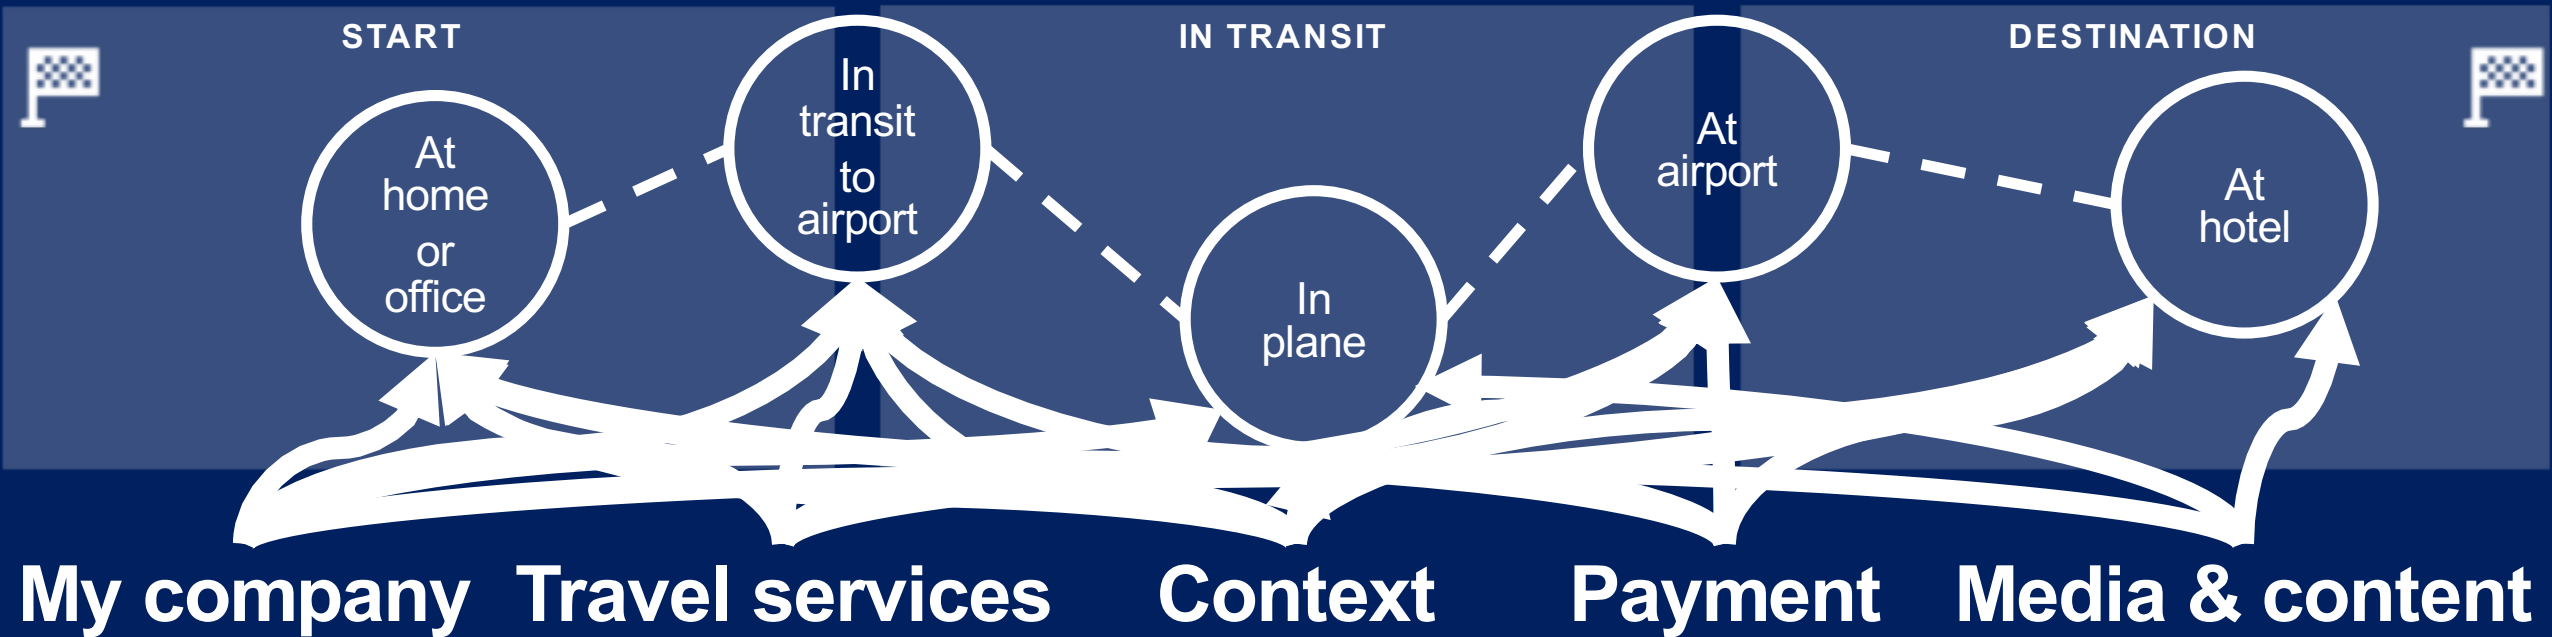 START
IN TRANSIT
DESTINATION
At
home
or
office
In
transit
to
airport
In
plane
At
airport
At
hotel
My company
Travel services
Context
Payment
Media & content